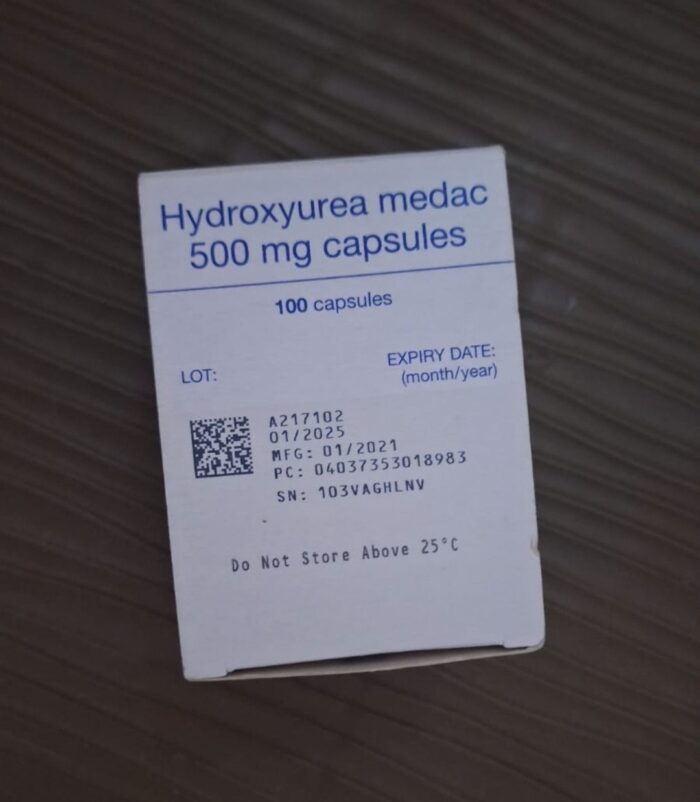 Hydroxyurea medac
500 mg capsules
100 capsules
LOT:
EXPIRY DATE:
(month/year)
A217102
01/2025
MFG: 01/2021
PC: 04037353018983
SN: 103VAGHLNV
Do Not Store Above 25°C